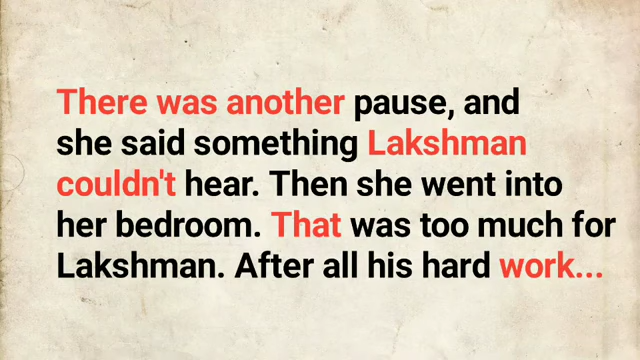 There was another pause, and
she said something Lakshman
couldn't hear. Then she went into
her bedroom. That was too much for
Lakshman. After all his hard work...